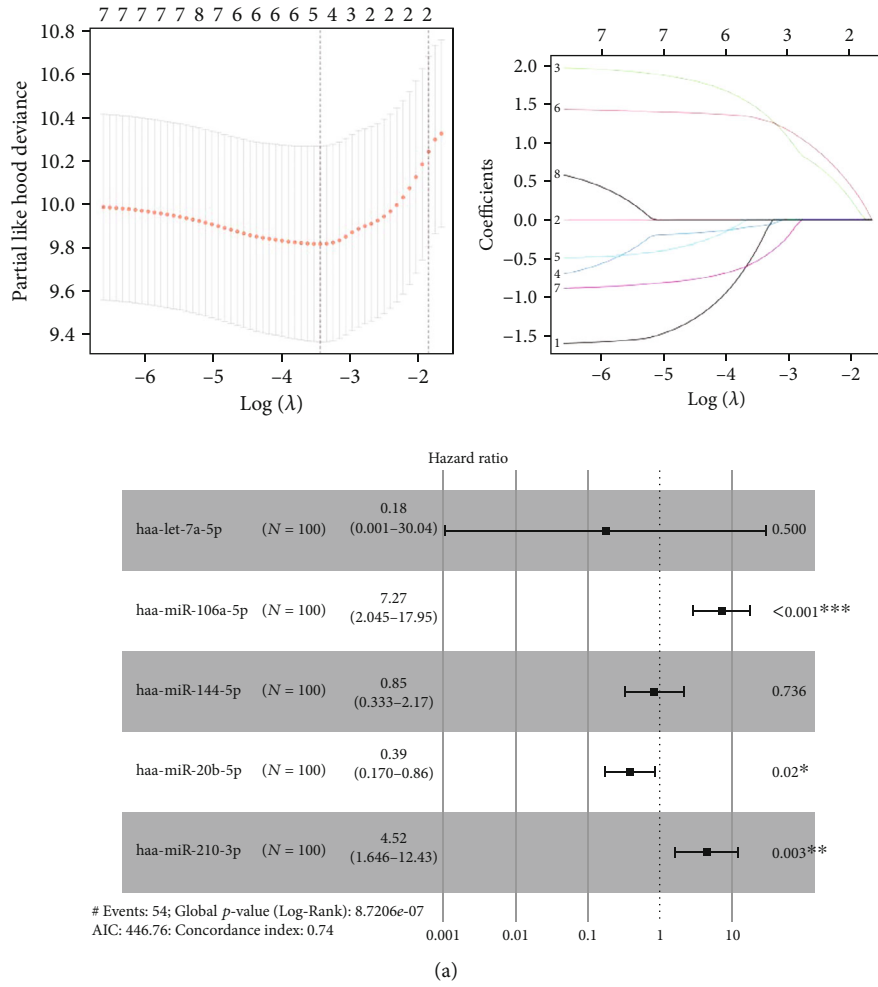 7 7 7 7 7 8 7 6 6 6 6 5 4 3 2 2 2 2
10.8
10.6
10.4
10.2
10.0
9.8
9.6
9.4
Partial like hood deviance
−6 −5 −4 −3 −2
Log (λ)
7 7 6 3 2
2.0
1.5
1.0
0.5
0.0
−0.5
−1.0
−1.5
Coefficients
3
6
8
2
5
4
7
1
−6 −5 −4 −3 −2
Log (λ)
Hazard ratio
haa-let-7a-5p (N = 100) 0.18 (0.001–30.04) 0.500
haa-miR-106a-5p (N = 100) 7.27 (2.045–17.95) <0.001***
haa-miR-144-5p (N = 100) 0.85 (0.333–2.17) 0.736
haa-miR-20b-5p (N = 100) 0.39 (0.170–0.86) 0.02*
haa-miR-210-3p (N = 100) 4.52 (1.646–12.43) 0.003**
# Events: 54; Global p-value (Log-Rank): 8.7206e-07
AIC: 446.76: Concordance index: 0.74
0.001 0.01 0.1 1 10
(a)